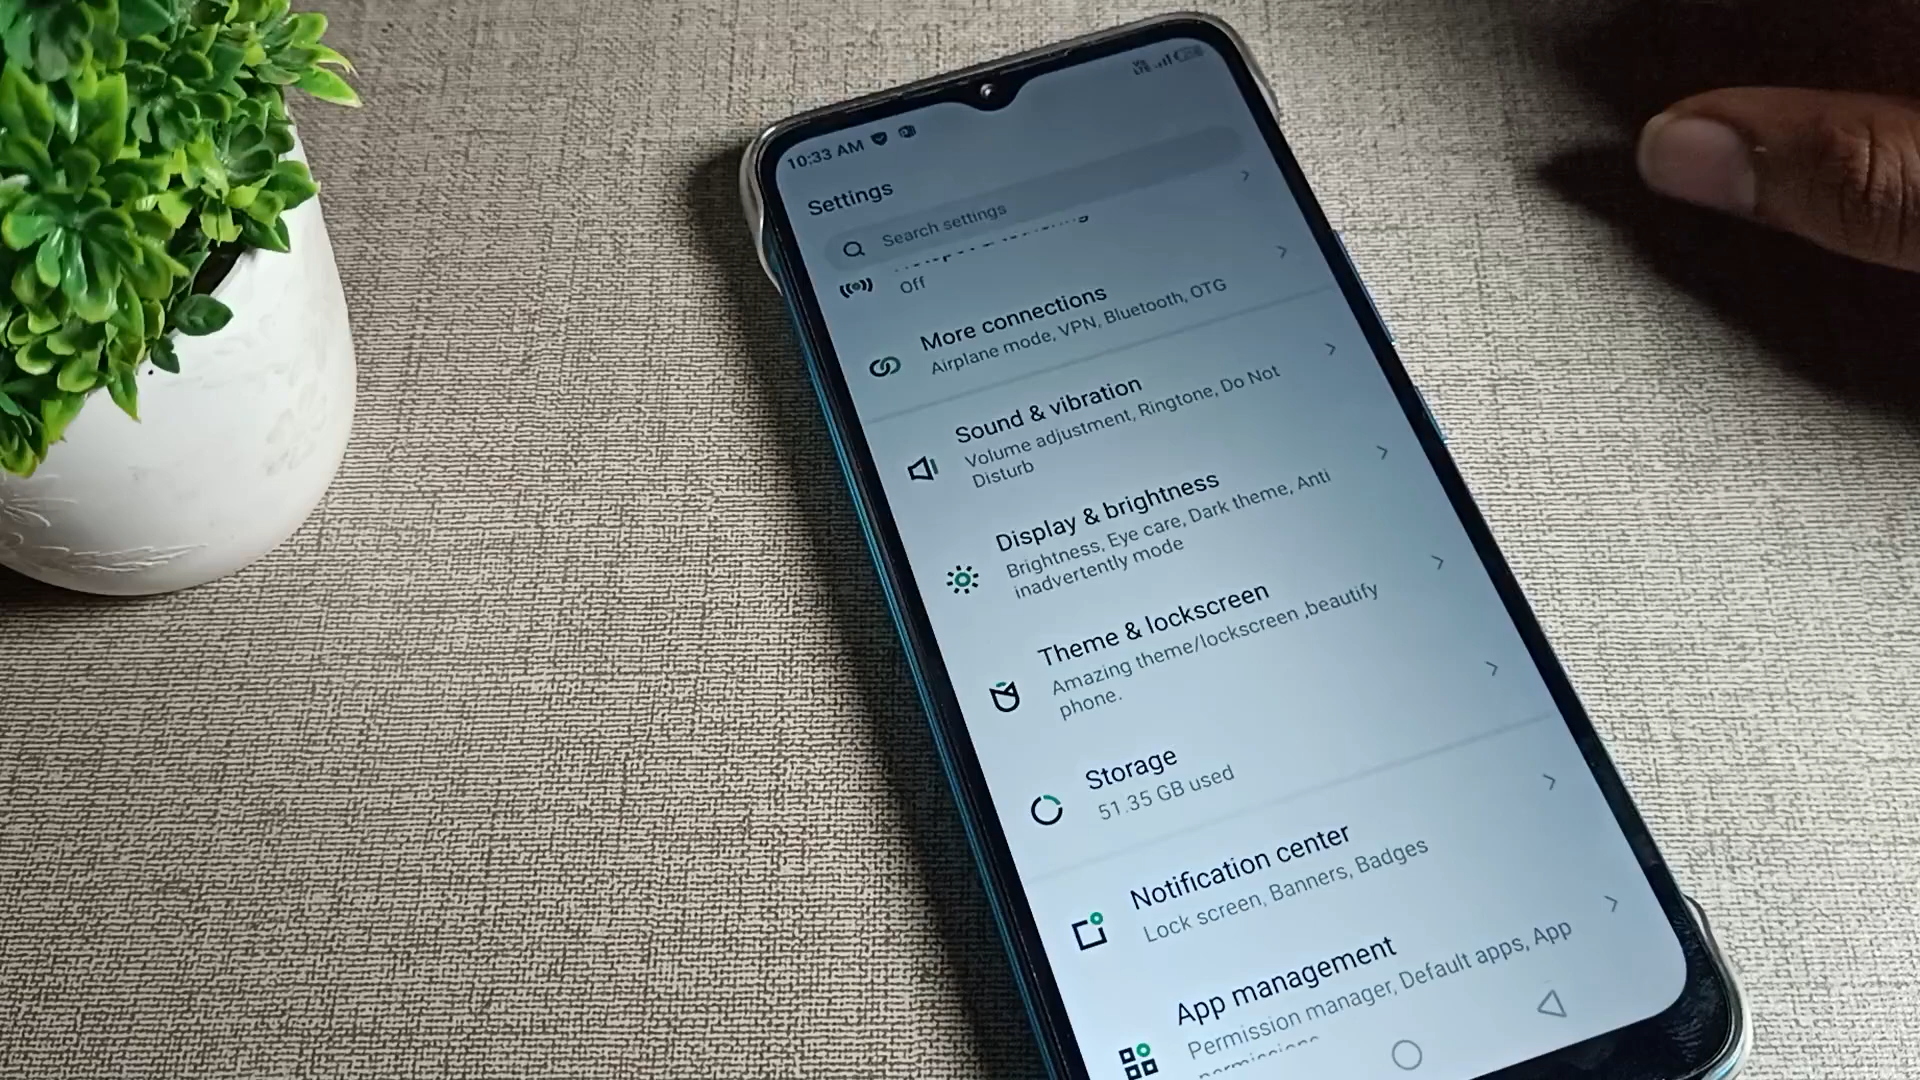 10:33 AM
VO
LTE
Settings
Search settings
Off
More connections
Airplane mode, VPN, Bluetooth, OTG
Sound & vibration
Volume adjustment, Ringtone, Do Not
Disturb
Display & brightness
Brightness, Eye care, Dark theme, Anti
inadvertently mode
Theme & lockscreen
Amazing theme/lockscreen ,beautify
phone.
Storage
51.35 GB used
Notification center
Lock screen, Banners, Badges
App management
Permission manager, Default apps, App